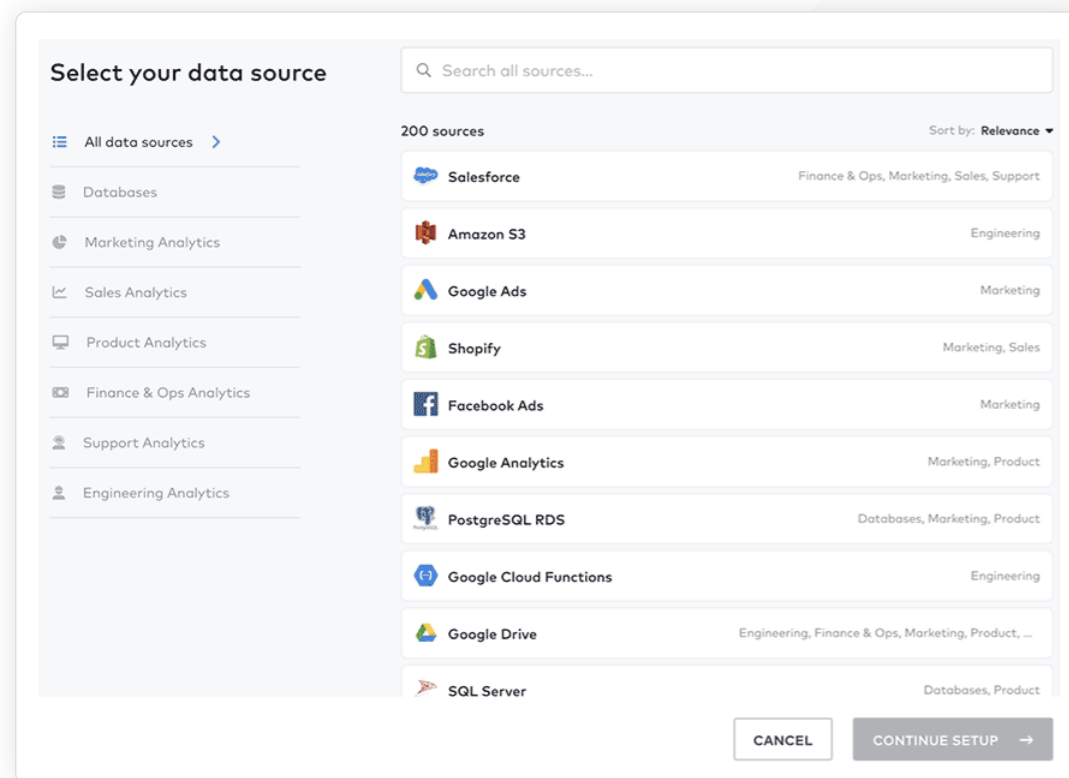 Select your data source
Search all sources...
All data sources
Databases
Marketing Analytics
Sales Analytics
Product Analytics
Finance & Ops Analytics
Support Analytics
Engineering Analytics
200 sources
Sort by: Relevance
Salesforce Finance & Ops, Marketing, Sales, Support
Amazon S3 Engineering
Google Ads Marketing
Shopify Marketing, Sales
Facebook Ads Marketing
Google Analytics Marketing, Product
PostgreSQL RDS Databases, Marketing, Product
Google Cloud Functions Engineering
Google Drive Engineering, Finance & Ops, Marketing, Product, ...
SQL Server Databases, Product
CANCEL
CONTINUE SETUP